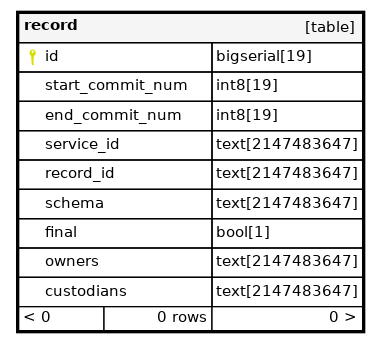 record [table]
id bigserial[19]
start_commit_num int8[19]
end_commit_num int8[19]
service_id text[2147483647]
record_id text[2147483647]
schema text[2147483647]
final bool[1]
owners text[2147483647]
custodians text[2147483647]
< 0 0 rows 0 >